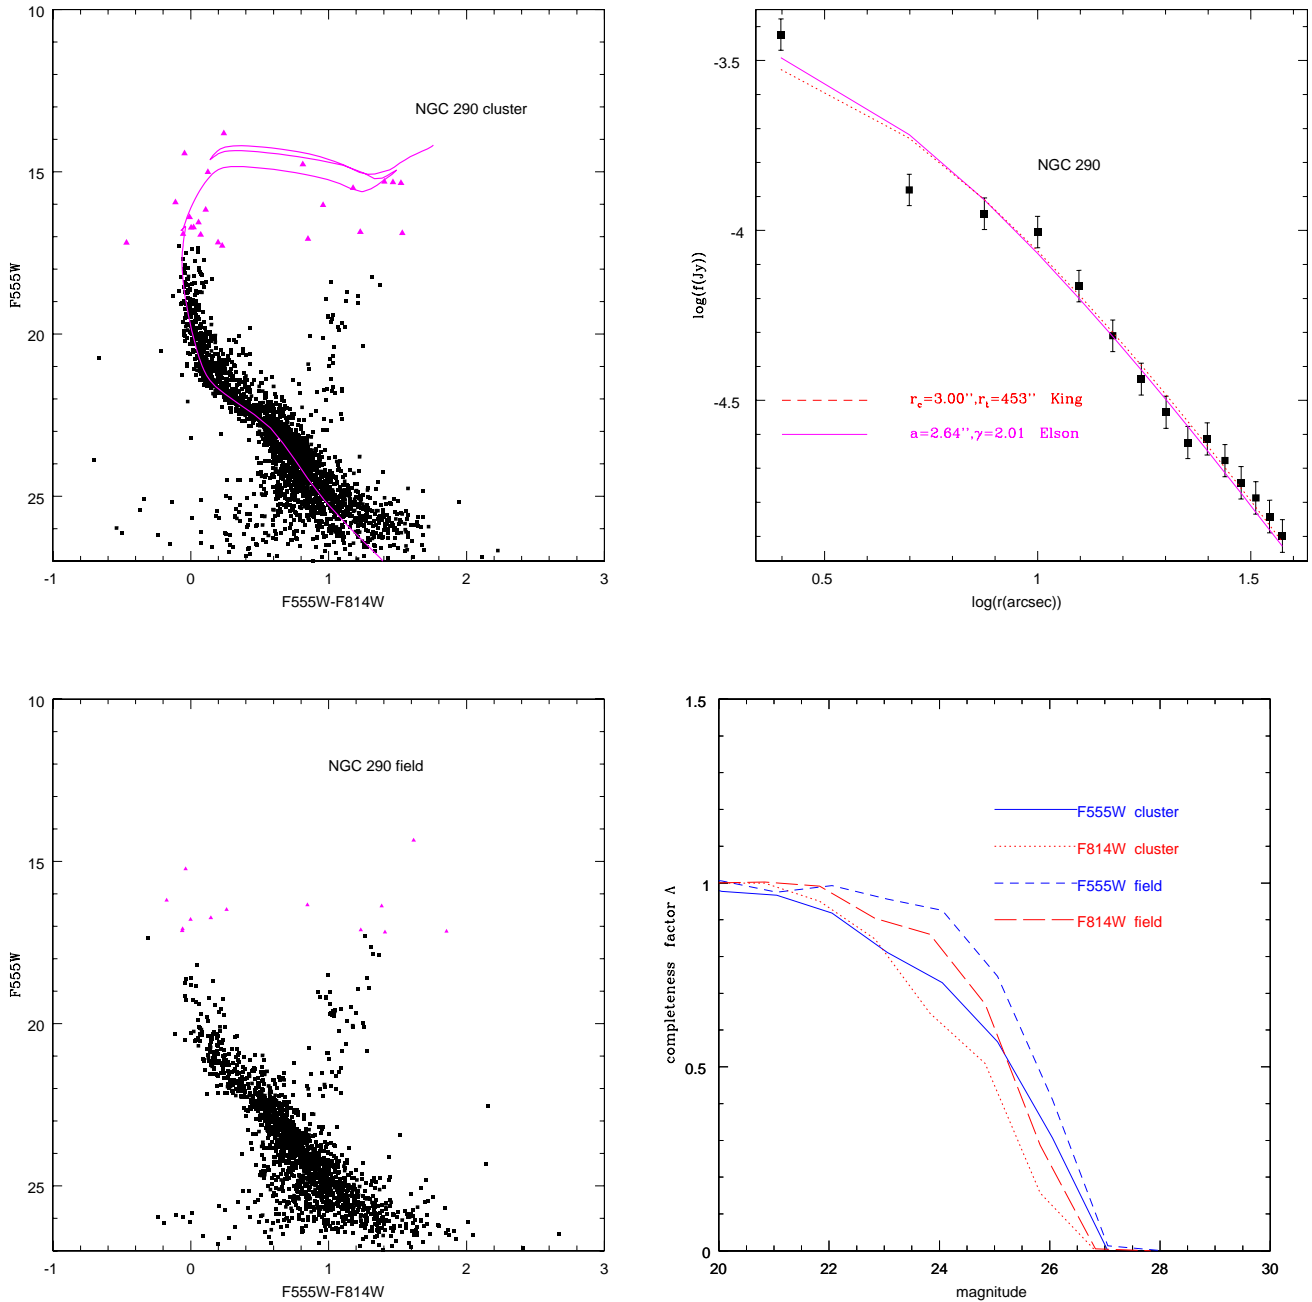 10
15
20
25
F555W
NGC 290 cluster
-1
0
1
2
3
F555W-F814W
-3.5
-4
-4.5
log(f(Jy))
NGC 290
r_c=3.00'',r_t=453'' King
a=2.64'',γ=2.01 Elson
0.5
1
1.5
log(r(arcsec))
10
15
20
25
F555W
NGC 290 field
-1
0
1
2
3
F555W-F814W
1.5
1
0.5
0
completeness factor Λ
F555W cluster
F814W cluster
F555W field
F814W field
20
22
24
26
28
30
magnitude